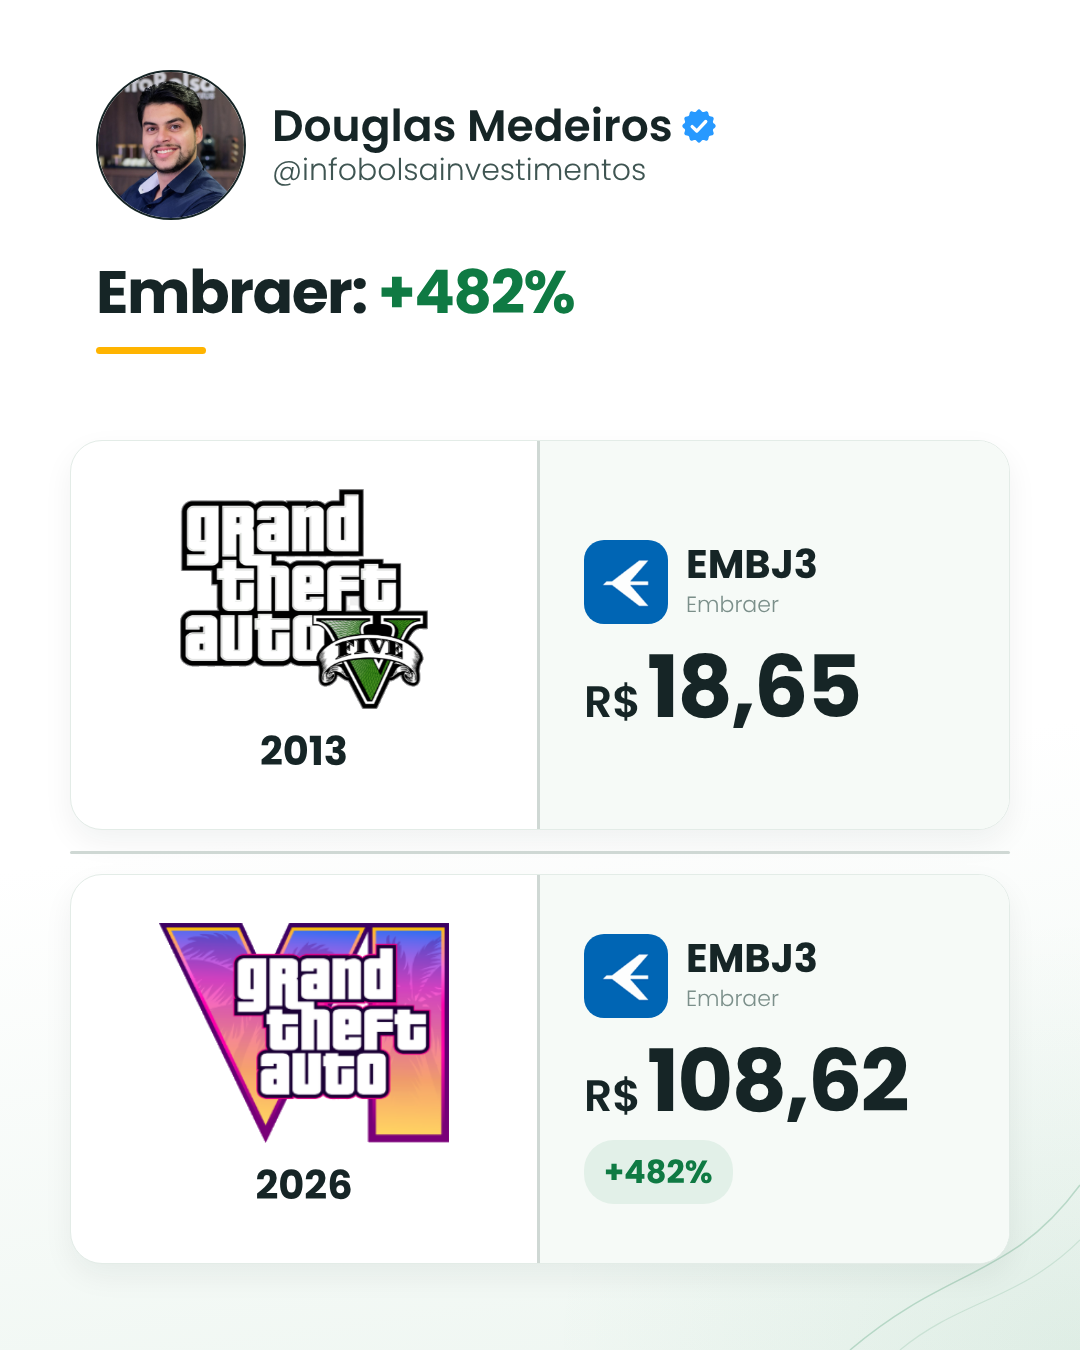 Douglas Medeiros
@infobolsainvestimentos
Embraer: +482%
grand
theft
auto
FIVE
2013
EMBJ3
Embraer
R$ 18,65
VI
grand
theft
auto
2026
EMBJ3
Embraer
R$ 108,62
+482%